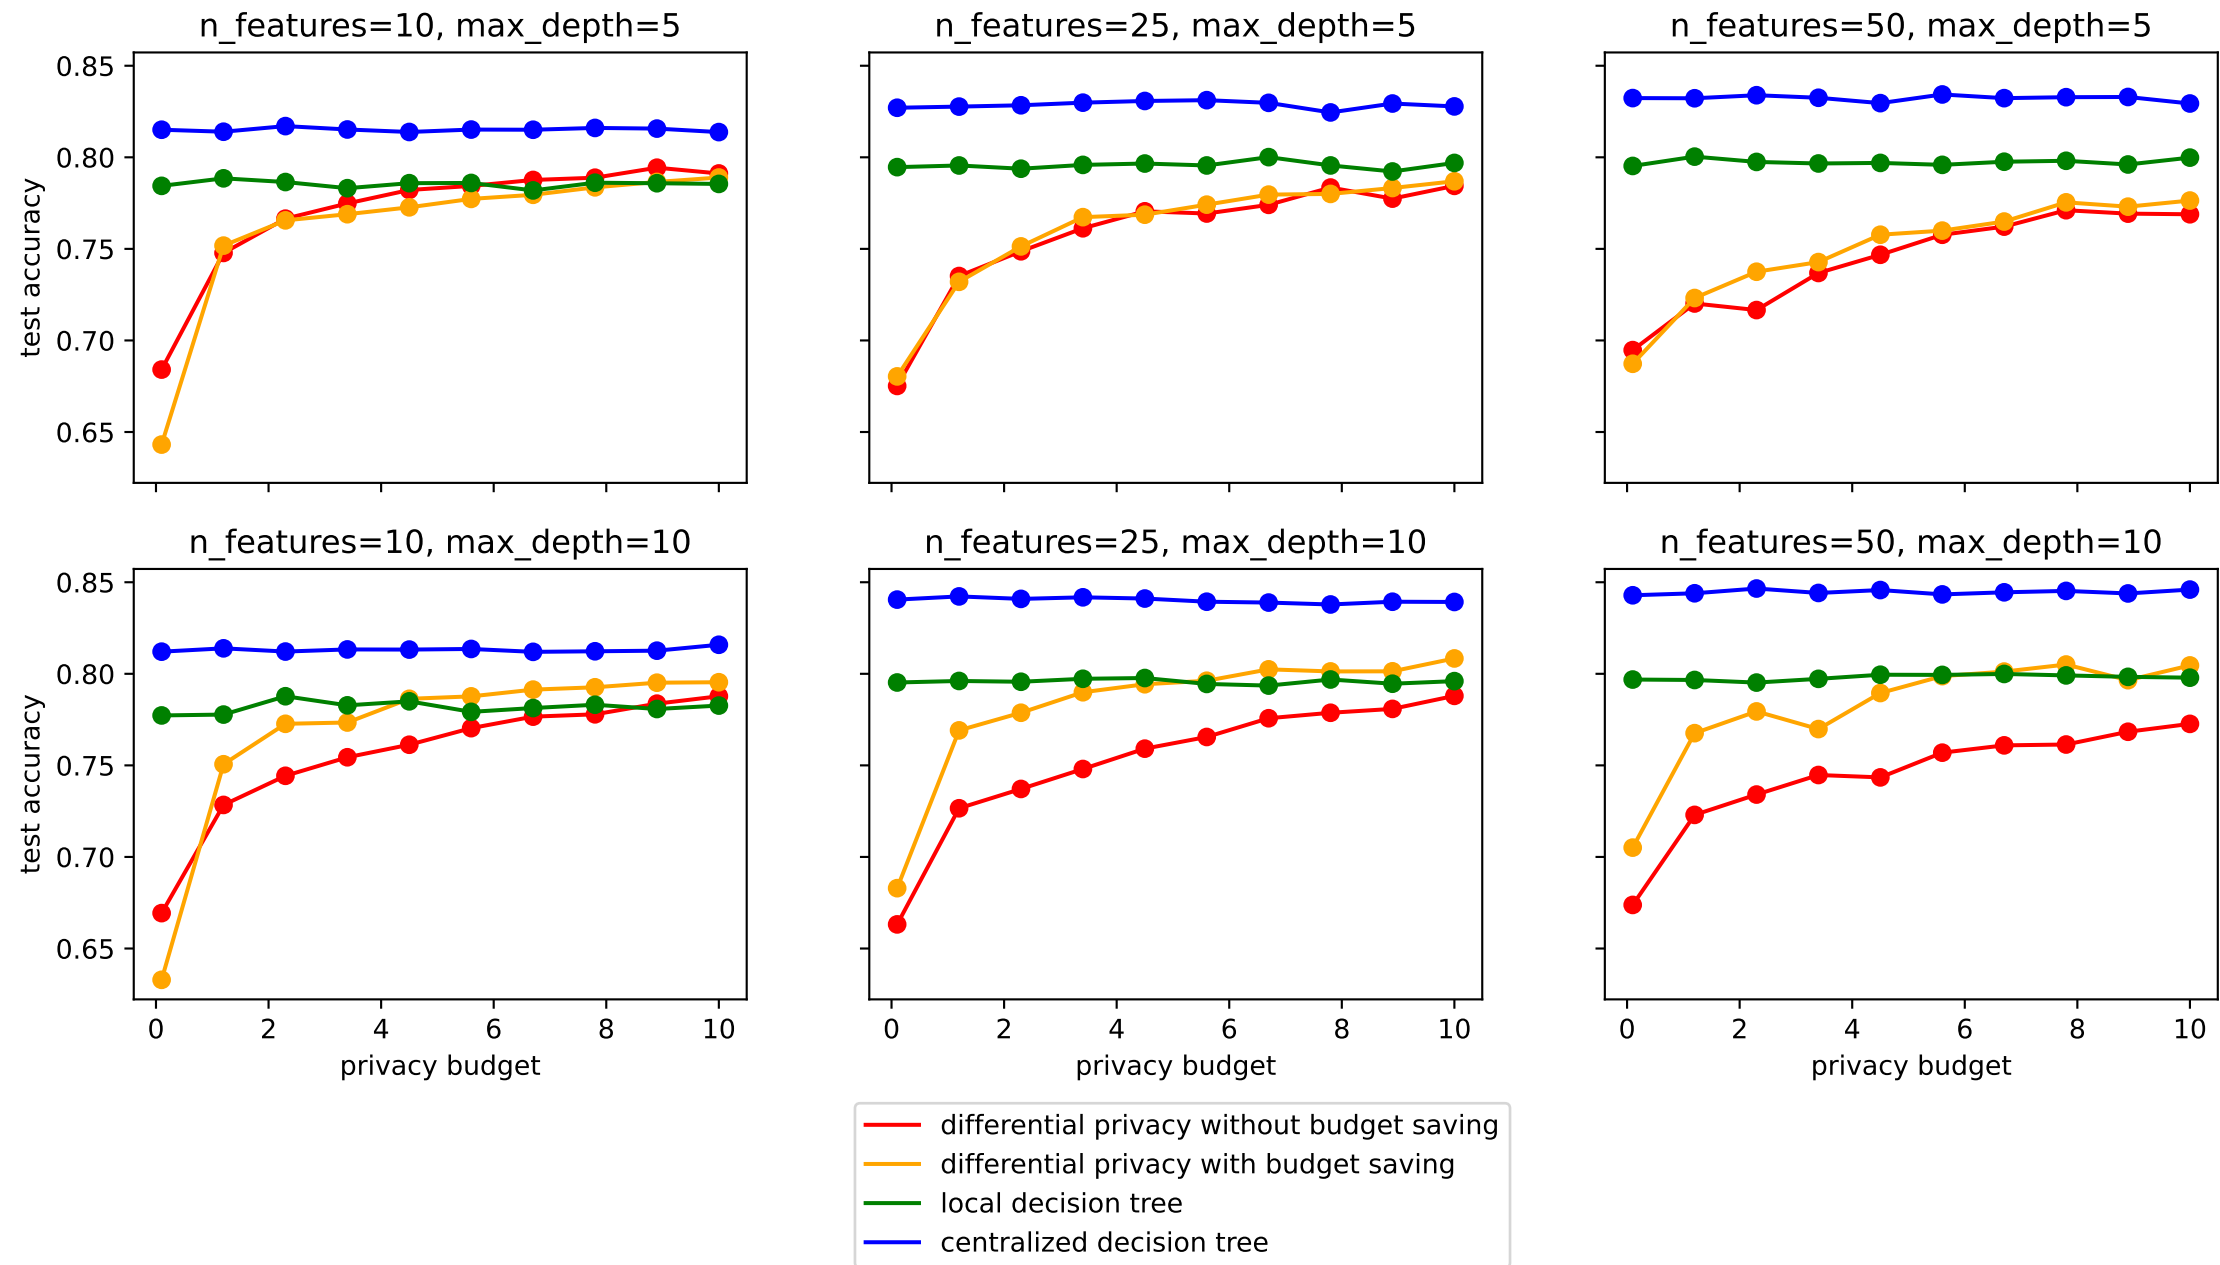 n_features=10, max_depth=5
n_features=25, max_depth=5
n_features=50, max_depth=5
test accuracy
0.85
0.80
0.75
0.70
0.65
n_features=10, max_depth=10
n_features=25, max_depth=10
n_features=50, max_depth=10
test accuracy
0.85
0.80
0.75
0.70
0.65
0 2 4 6 8 10
0 2 4 6 8 10
0 2 4 6 8 10
privacy budget
privacy budget
privacy budget
differential privacy without budget saving
differential privacy with budget saving
local decision tree
centralized decision tree